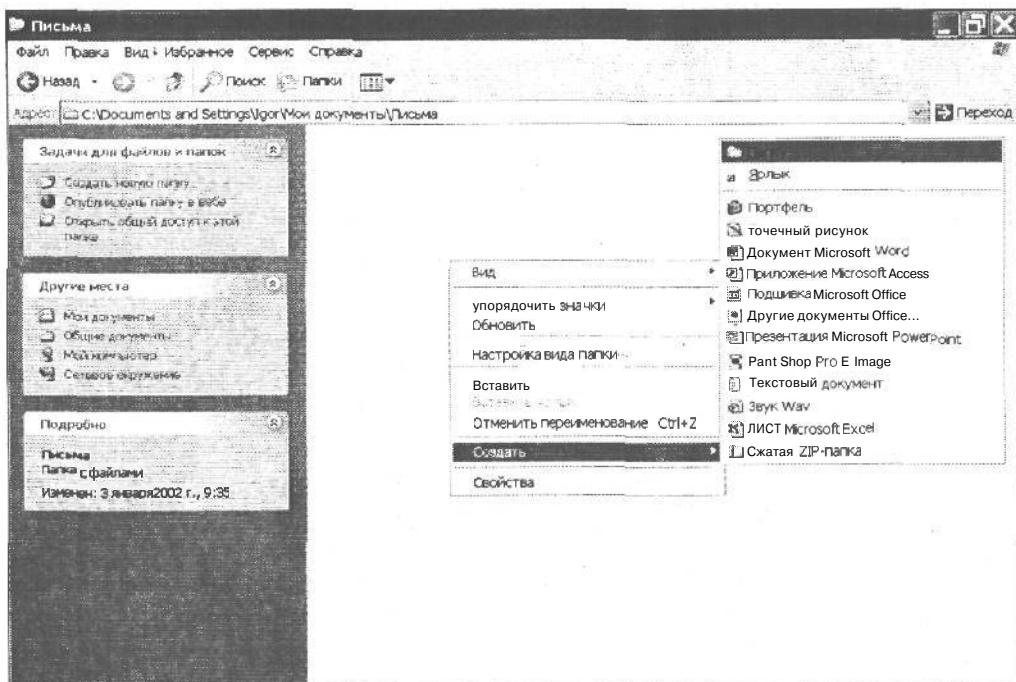 Письма
Файл Правка Вид Избранное Сервис Справка
Назад Поиск Папки
Адрес: C:\Documents and Settings\Igor\Мои документы\Письма Переход
Задачи для файлов и папок
Создать новую папку
Опубликовать папку в вебе
Открыть общий доступ к этой
папке
Другие места
Мои документы
Общие документы
Мой компьютер
Сетевое окружение
Подробно
Письма
Папка с файлами
Изменен: 3 января 2002 г., 9:35
Вид
упорядочить значки
Обновить
Настройка вида папки
Вставить
Вставить ярлык
Отменить переименование Ctrl+Z
Создать
Свойства
Ярлык
Портфель
точечный рисунок
Документ Microsoft Word
Приложение Microsoft Access
Подшивка Microsoft Office
Другие документы Office...
Презентация Microsoft PowerPoint
Pant Shop Pro E Image
Текстовый документ
Звук Wav
ЛИСТ Microsoft Excel
Сжатая ZIP-папка